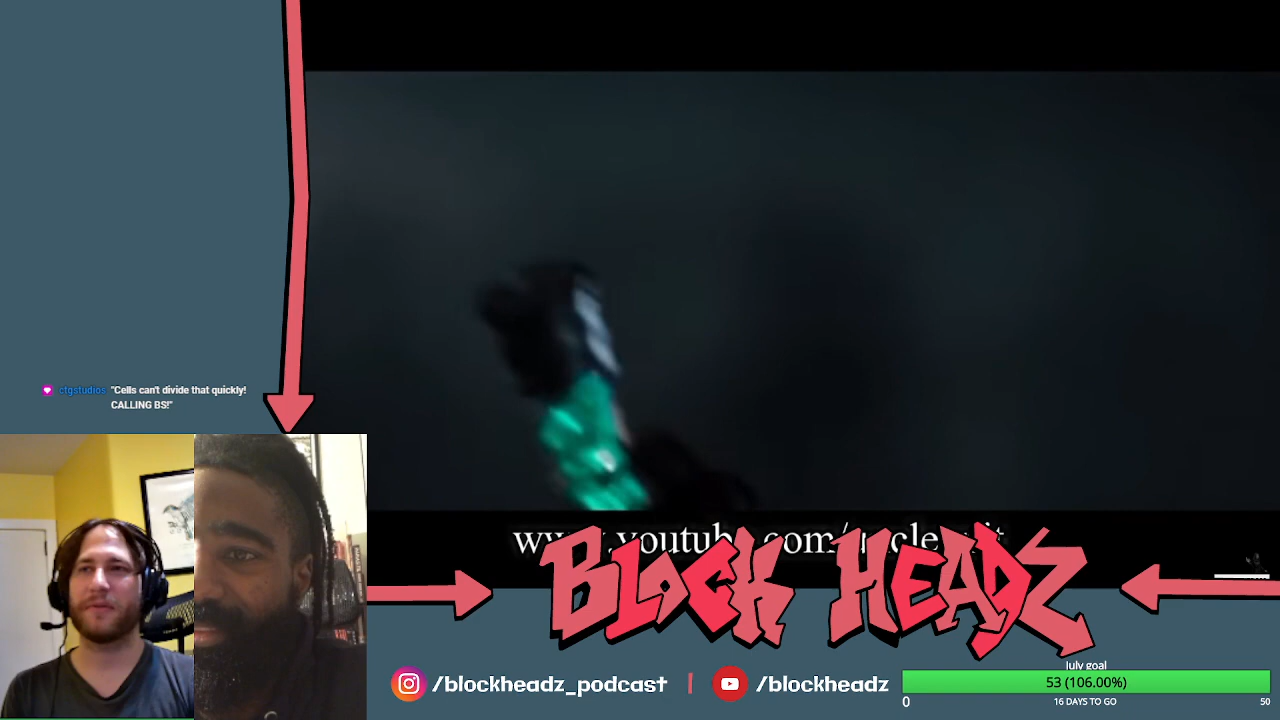 ctgstudios "Cells can't divide that quickly!
CALLING BS!"
BLOCK HEADZ
/blockheadz_podcast | /blockheadz
July goal
53 (106.00%)
0 16 DAYS TO GO 50